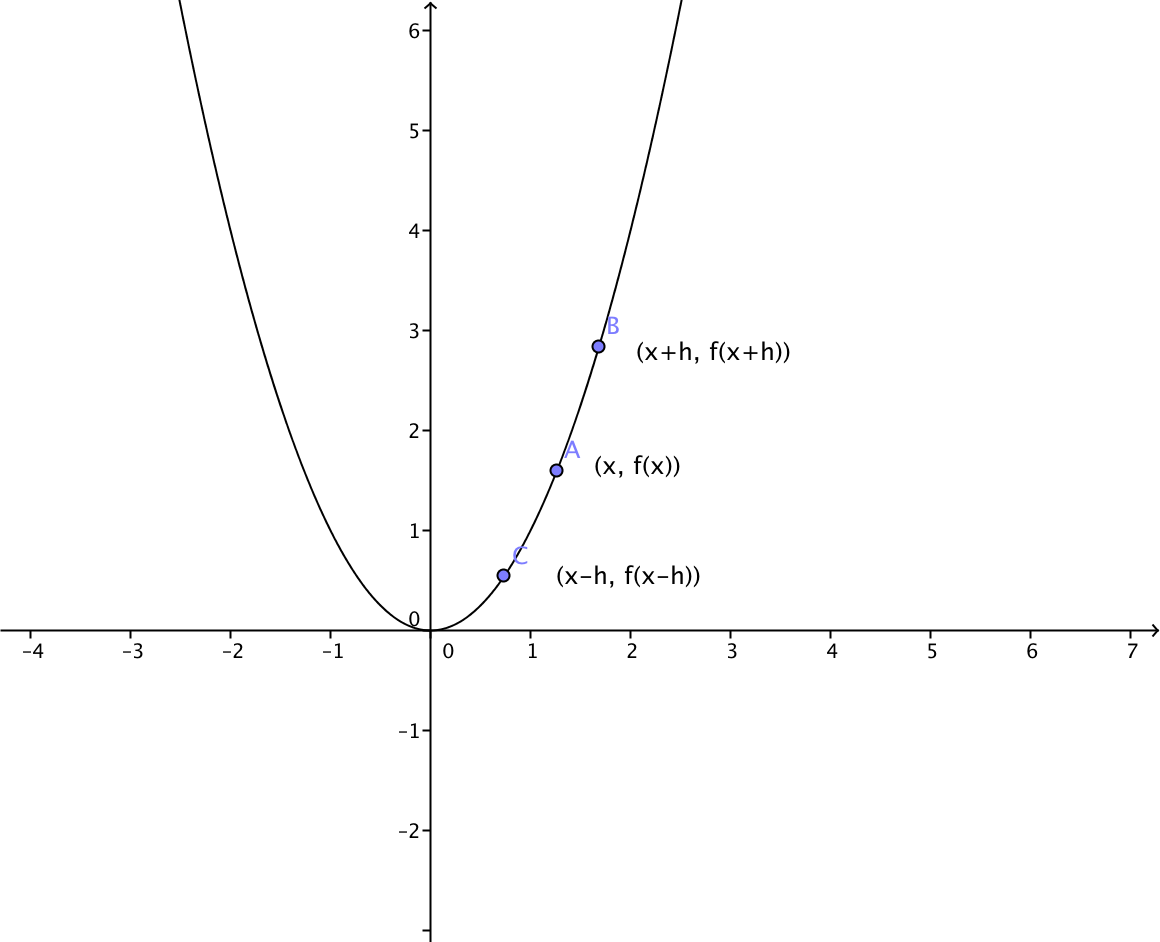 6
5
4
3
B
(x+h, f(x+h))
2
A
(x, f(x))
1
C
(x–h, f(x–h))
0
–4 –3 –2 –1 0 1 2 3 4 5 6 7
–1
–2